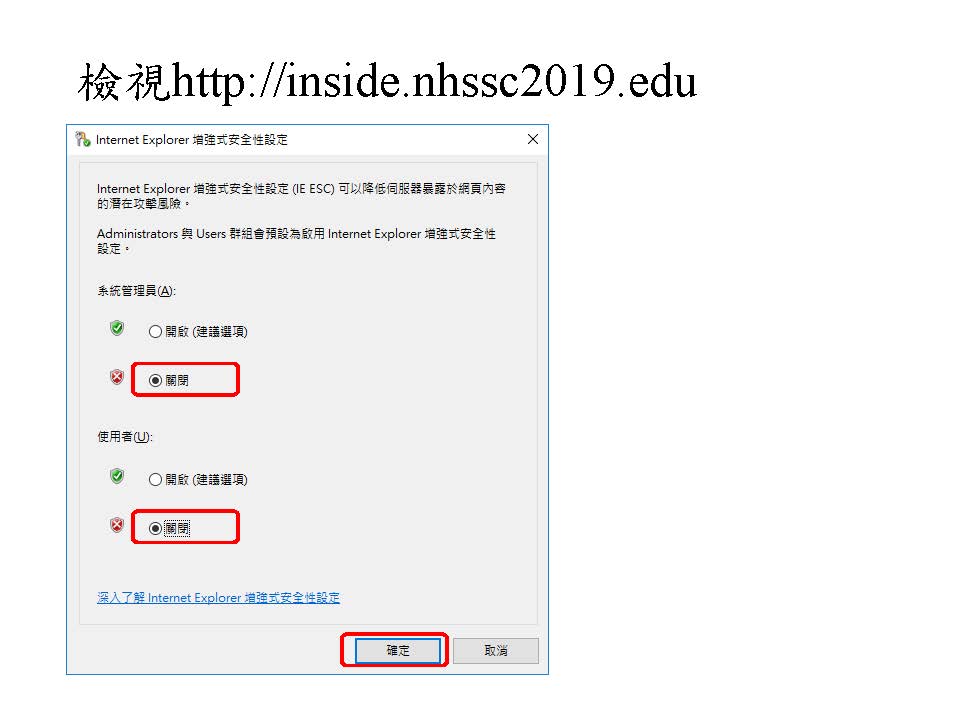 檢視http://inside.nhssc2019.edu
Internet Explorer 增強式安全性設定
Internet Explorer 增強式安全性設定 (IE ESC) 可以降低伺服器暴露於網頁內容
的潛在攻擊風險。
Administrators 與 Users 群組會預設為啟用 Internet Explorer 增強式安全性
設定。
系統管理員(A):
開啟 (建議選項)
關閉
使用者(U):
開啟 (建議選項)
關閉
深入了解 Internet Explorer 增強式安全性設定
確定
取消